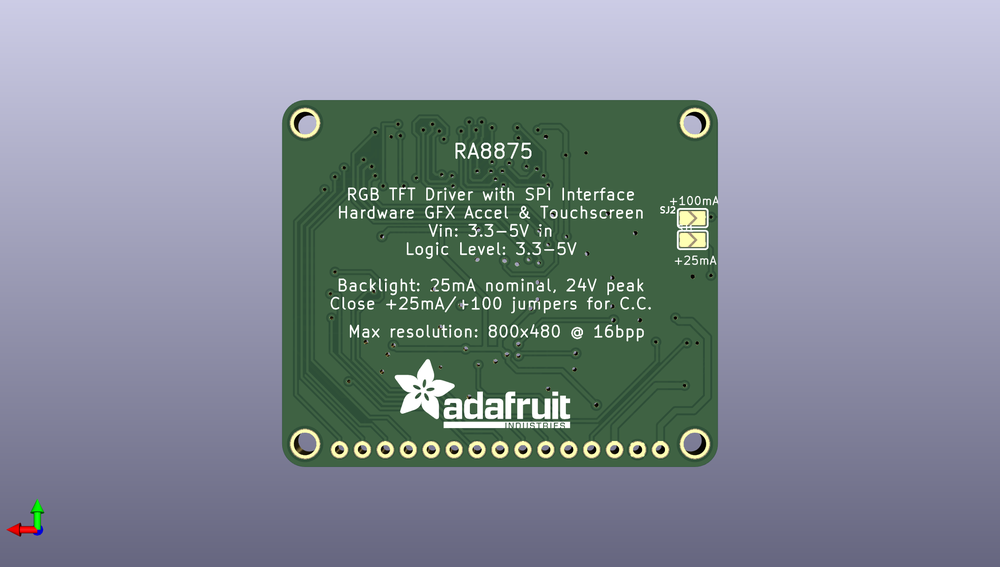 RA8875
RGB TFT Driver with SPI Interface
Hardware GFX Accel & Touchscreen
Vin: 3.3-5V in
Logic Level: 3.3-5V
+100mA
SJ2
+25mA
Backlight: 25mA nominal, 24V peak
Close +25mA/+100 jumpers for C.C.
Max resolution: 800x480 @ 16bpp
adafruit
INDUSTRIES